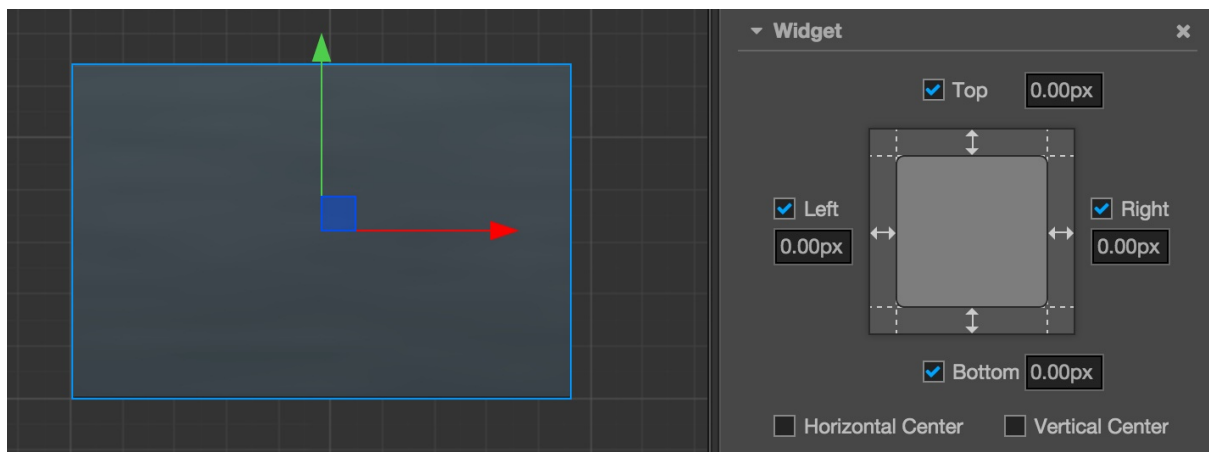 Widget
Top 0.00px
Left Right
0.00px 0.00px
Bottom 0.00px
Horizontal Center Vertical Center